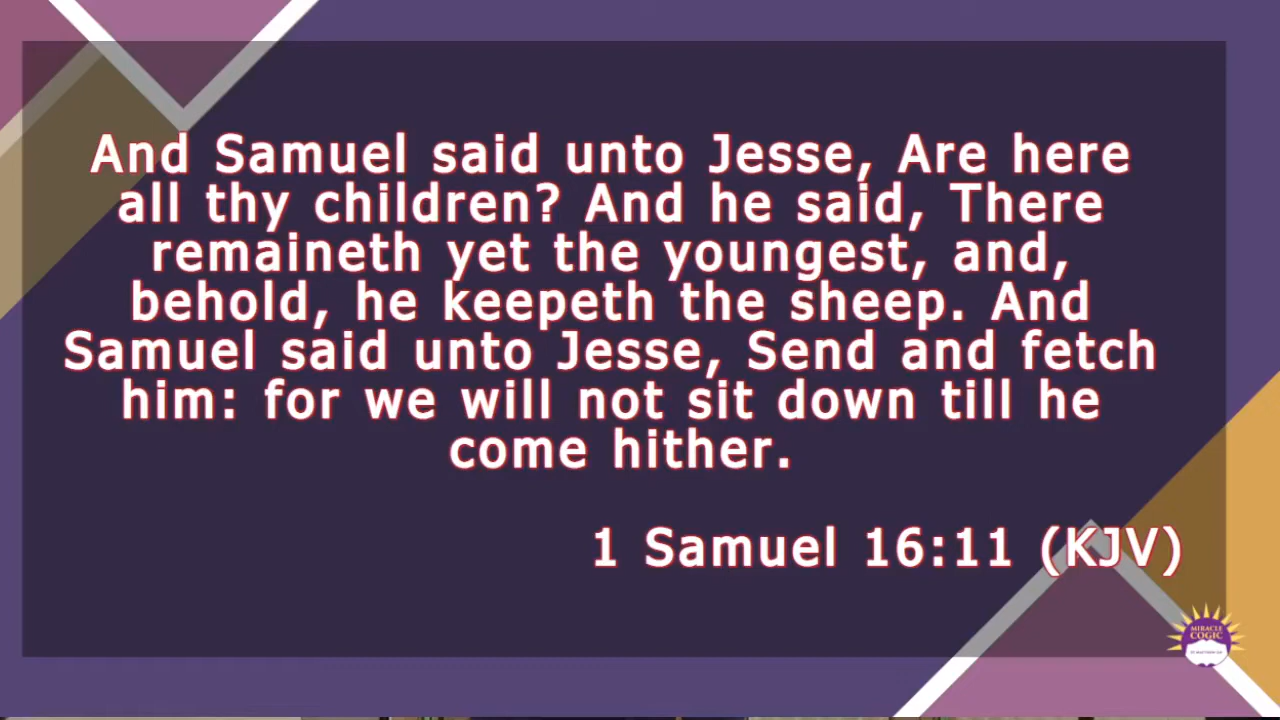 And Samuel said unto Jesse, Are here
all thy children? And he said, There
remaineth yet the youngest, and,
behold, he keepeth the sheep. And
Samuel said unto Jesse, Send and fetch
him: for we will not sit down till he
come hither.
1 Samuel 16:11 (KJV)
MIRACLE
COGIC